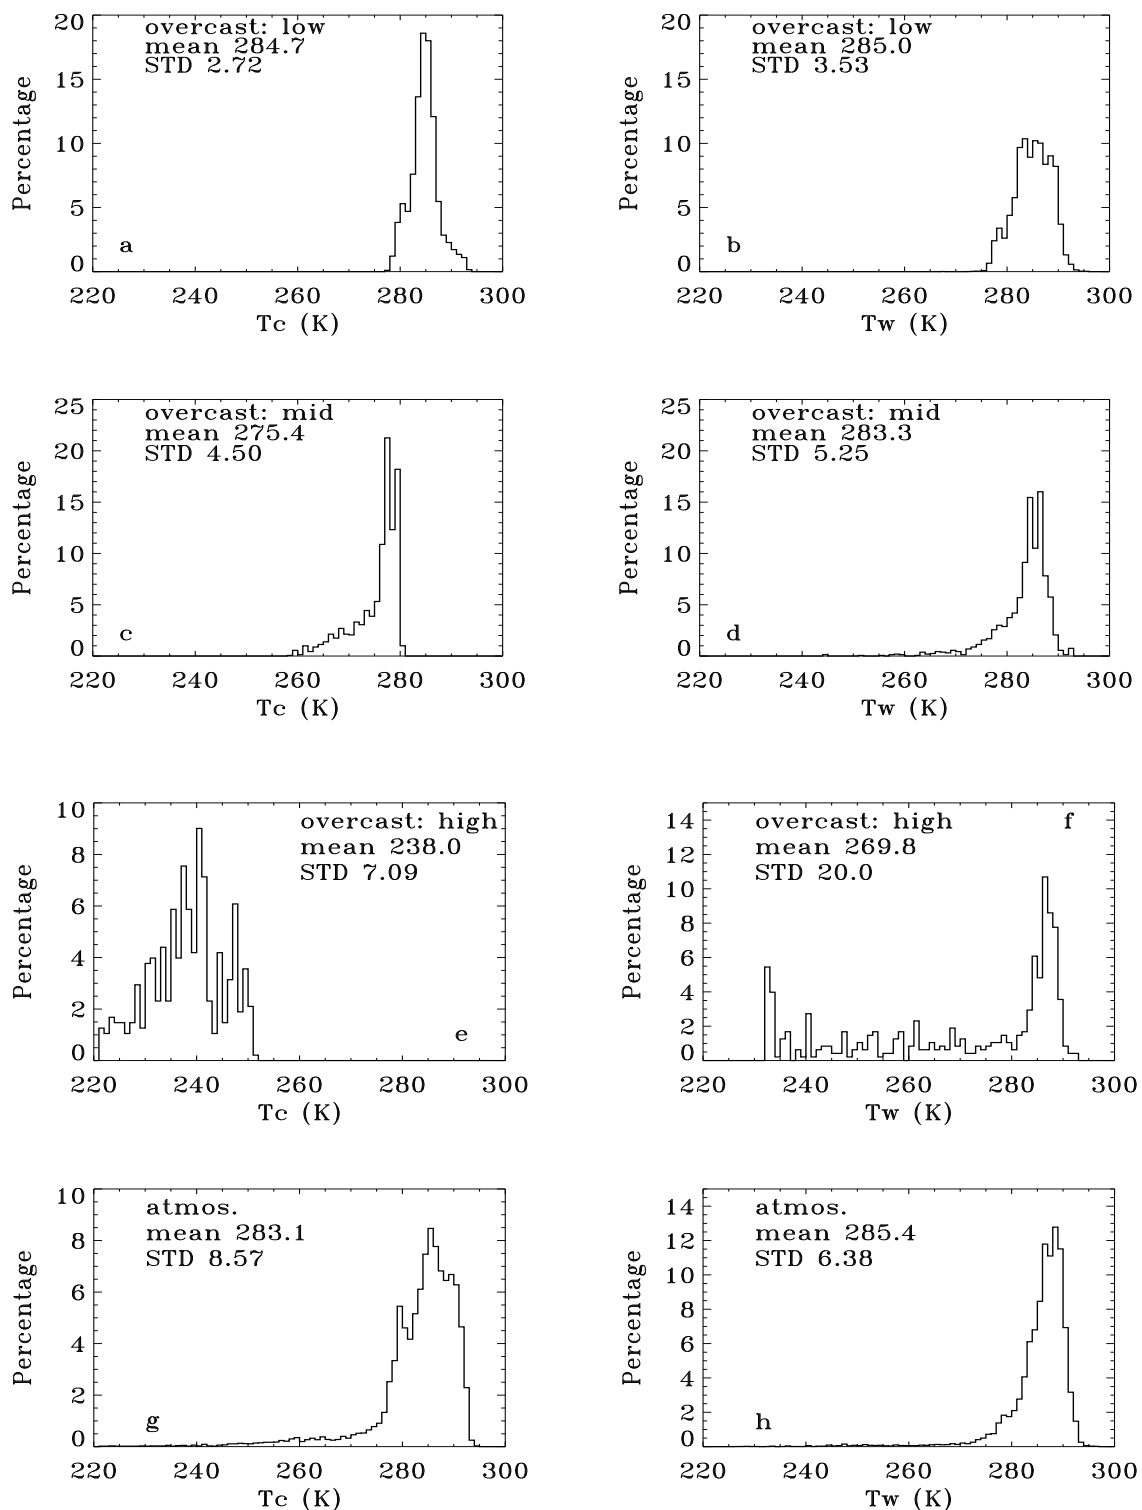 20
15
10
5
0
Percentage
overcast: low
mean 284.7
STD 2.72
a
220 240 260 280 300
Tc (K)
20
15
10
5
0
Percentage
overcast: low
mean 285.0
STD 3.53
b
220 240 260 280 300
Tw (K)
25
20
15
10
5
0
Percentage
overcast: mid
mean 275.4
STD 4.50
c
220 240 260 280 300
Tc (K)
25
20
15
10
5
0
Percentage
overcast: mid
mean 283.3
STD 5.25
d
220 240 260 280 300
Tw (K)
10
8
6
4
2
0
Percentage
overcast: high
mean 238.0
STD 7.09
e
220 240 260 280 300
Tc (K)
14
12
10
8
6
4
2
0
Percentage
overcast: high
mean 269.8
STD 20.0
f
220 240 260 280 300
Tw (K)
10
8
6
4
2
0
Percentage
atmos.
mean 283.1
STD 8.57
g
220 240 260 280 300
Tc (K)
14
12
10
8
6
4
2
0
Percentage
atmos.
mean 285.4
STD 6.38
h
220 240 260 280 300
Tw (K)